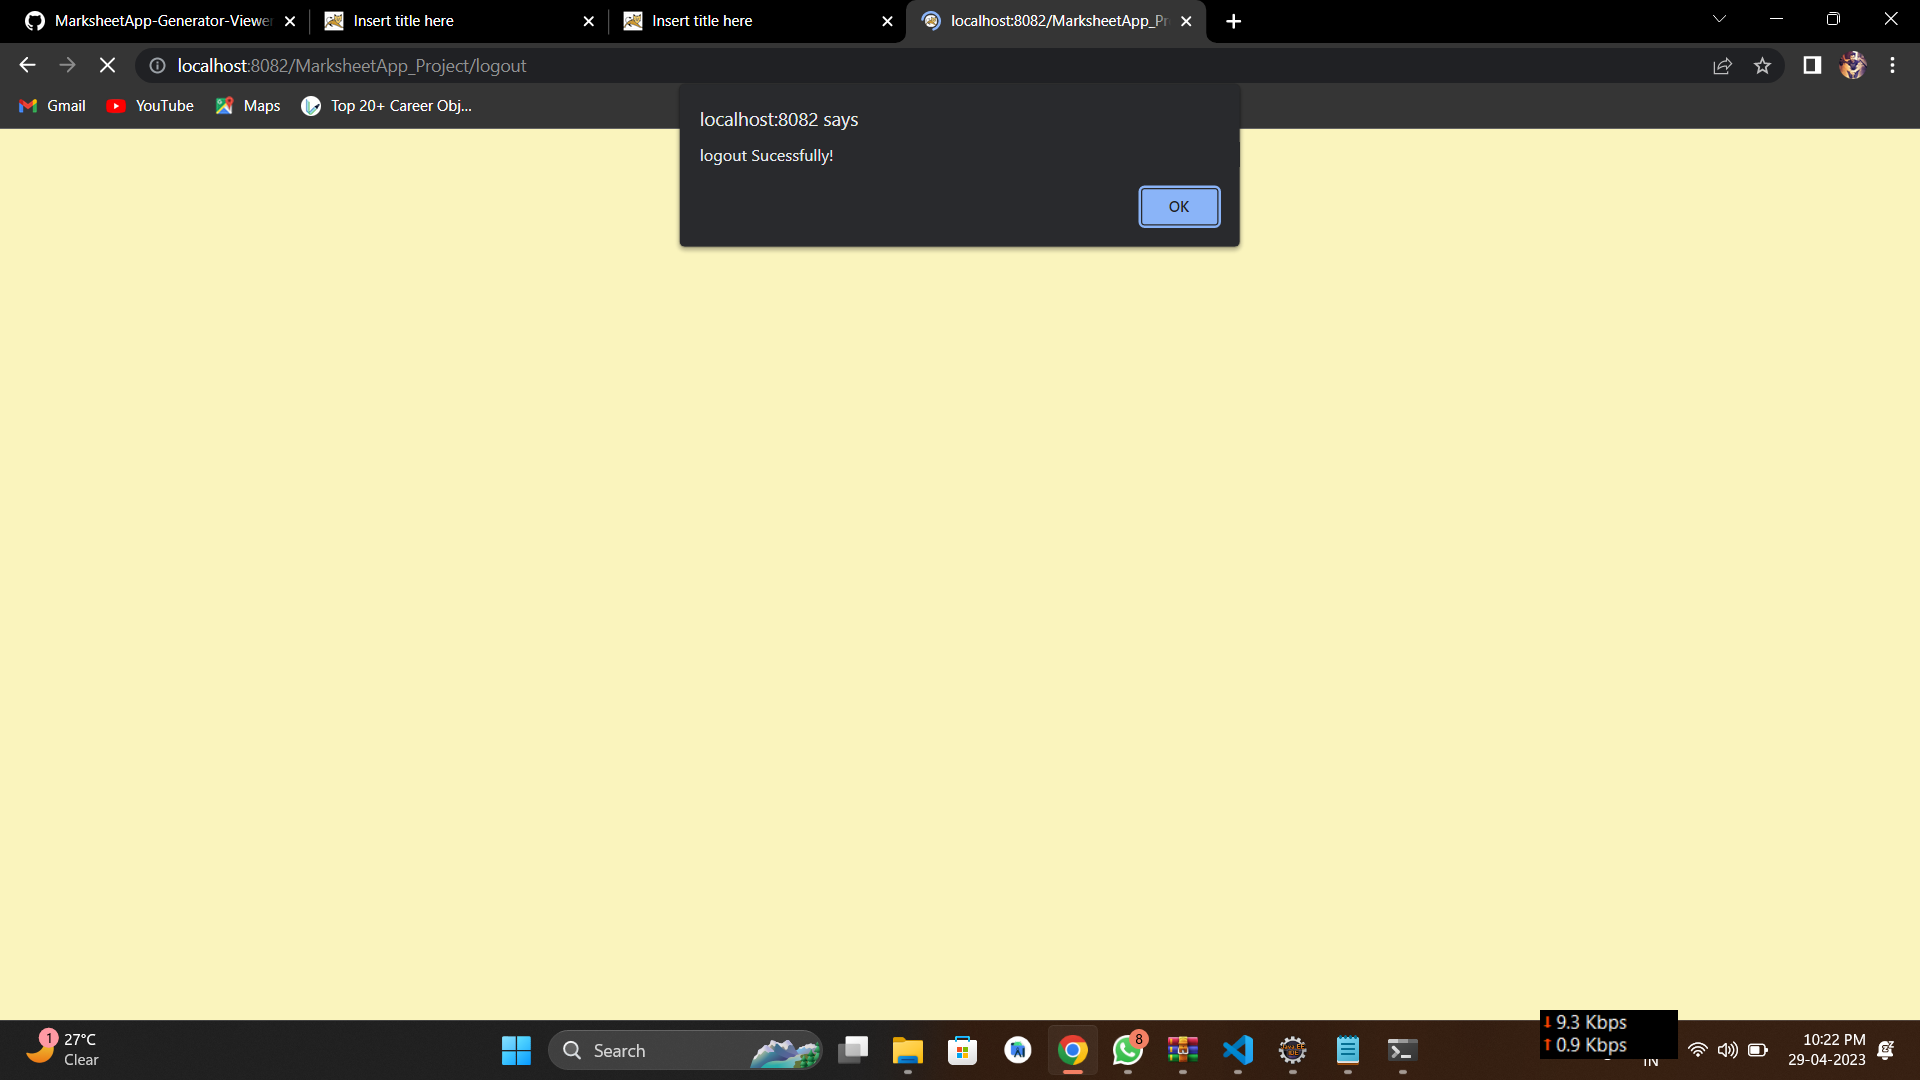 MarksheetApp-Generator-Viewer
Insert title here
Insert title here
localhost:8082/MarksheetApp_Pr
localhost:8082/MarksheetApp_Project/logout
Gmail
YouTube
Maps
Top 20+ Career Obj...
localhost:8082 says
logout Sucessfully!
OK
1
27°C
Clear
Search
8
9.3 Kbps
0.9 Kbps
IN
10:22 PM
29-04-2023